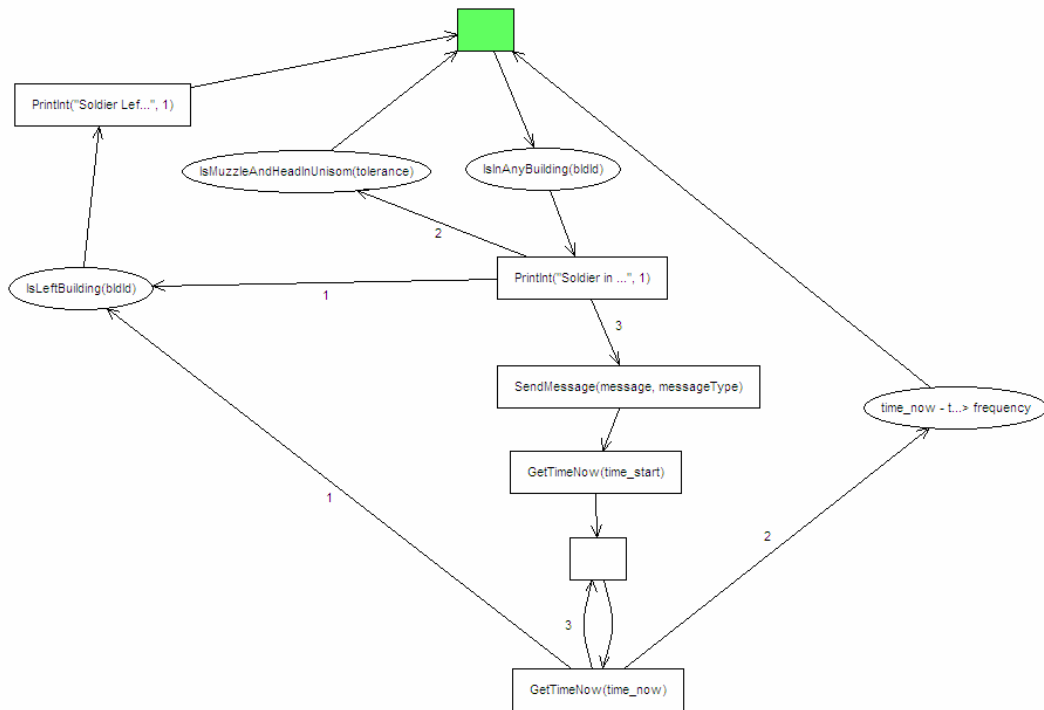 PrintInt("Soldier Lef...", 1)
IsMuzzleAndHeadInUnisom(tolerance)
IsInAnyBuilding(bldId)
2
IsLeftBuilding(bldId)
1
PrintInt("Soldier in ...", 1)
3
SendMessage(message, messageType)
time_now - t...> frequency
GetTimeNow(time_start)
1
2
3
GetTimeNow(time_now)